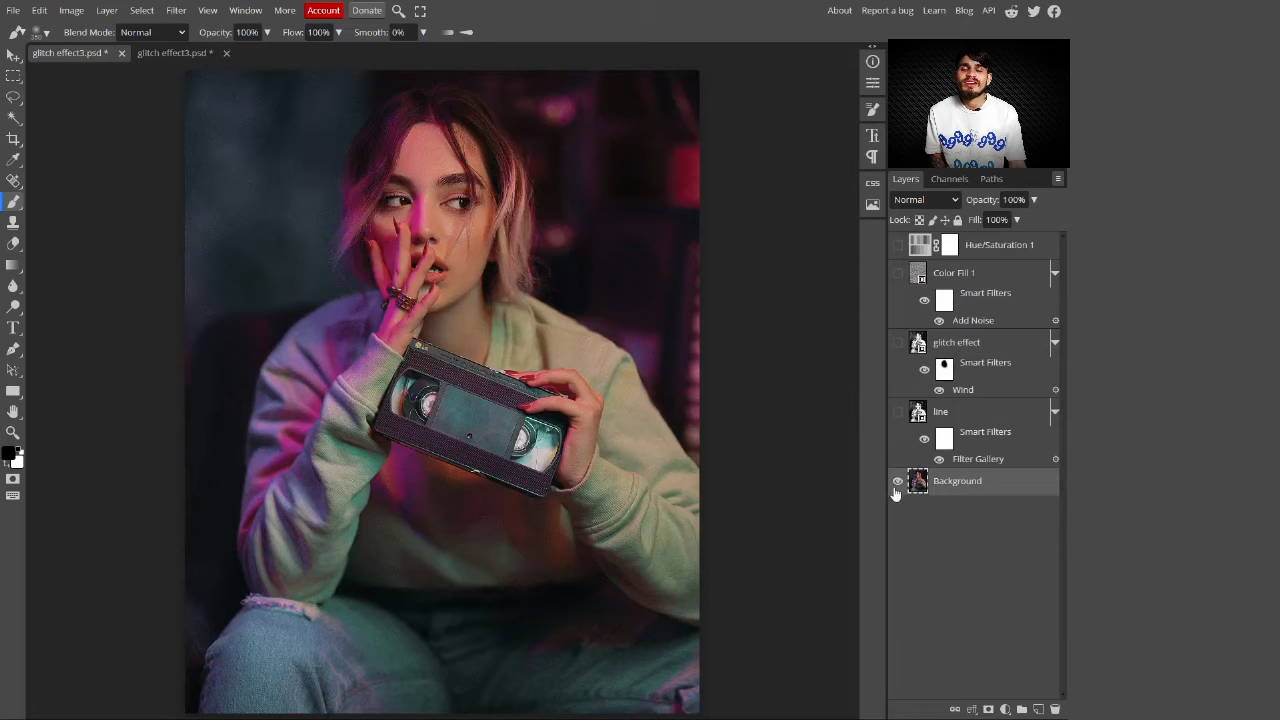 File Edit Image Layer Select Filter View Window More Account Donate About Report a bug Learn Blog API
Blend Mode: Normal Opacity: 100% Flow: 100% Smooth: 0%
glitch effect3.psd * glitch effect3.psd *
Layers Channels Paths
Normal Opacity: 100%
Lock: Fill: 100%
Hue/Saturation 1
Color Fill 1
Smart Filters
Add Noise
glitch effect
Smart Filters
Wind
line
Smart Filters
Filter Gallery
Background
CSS